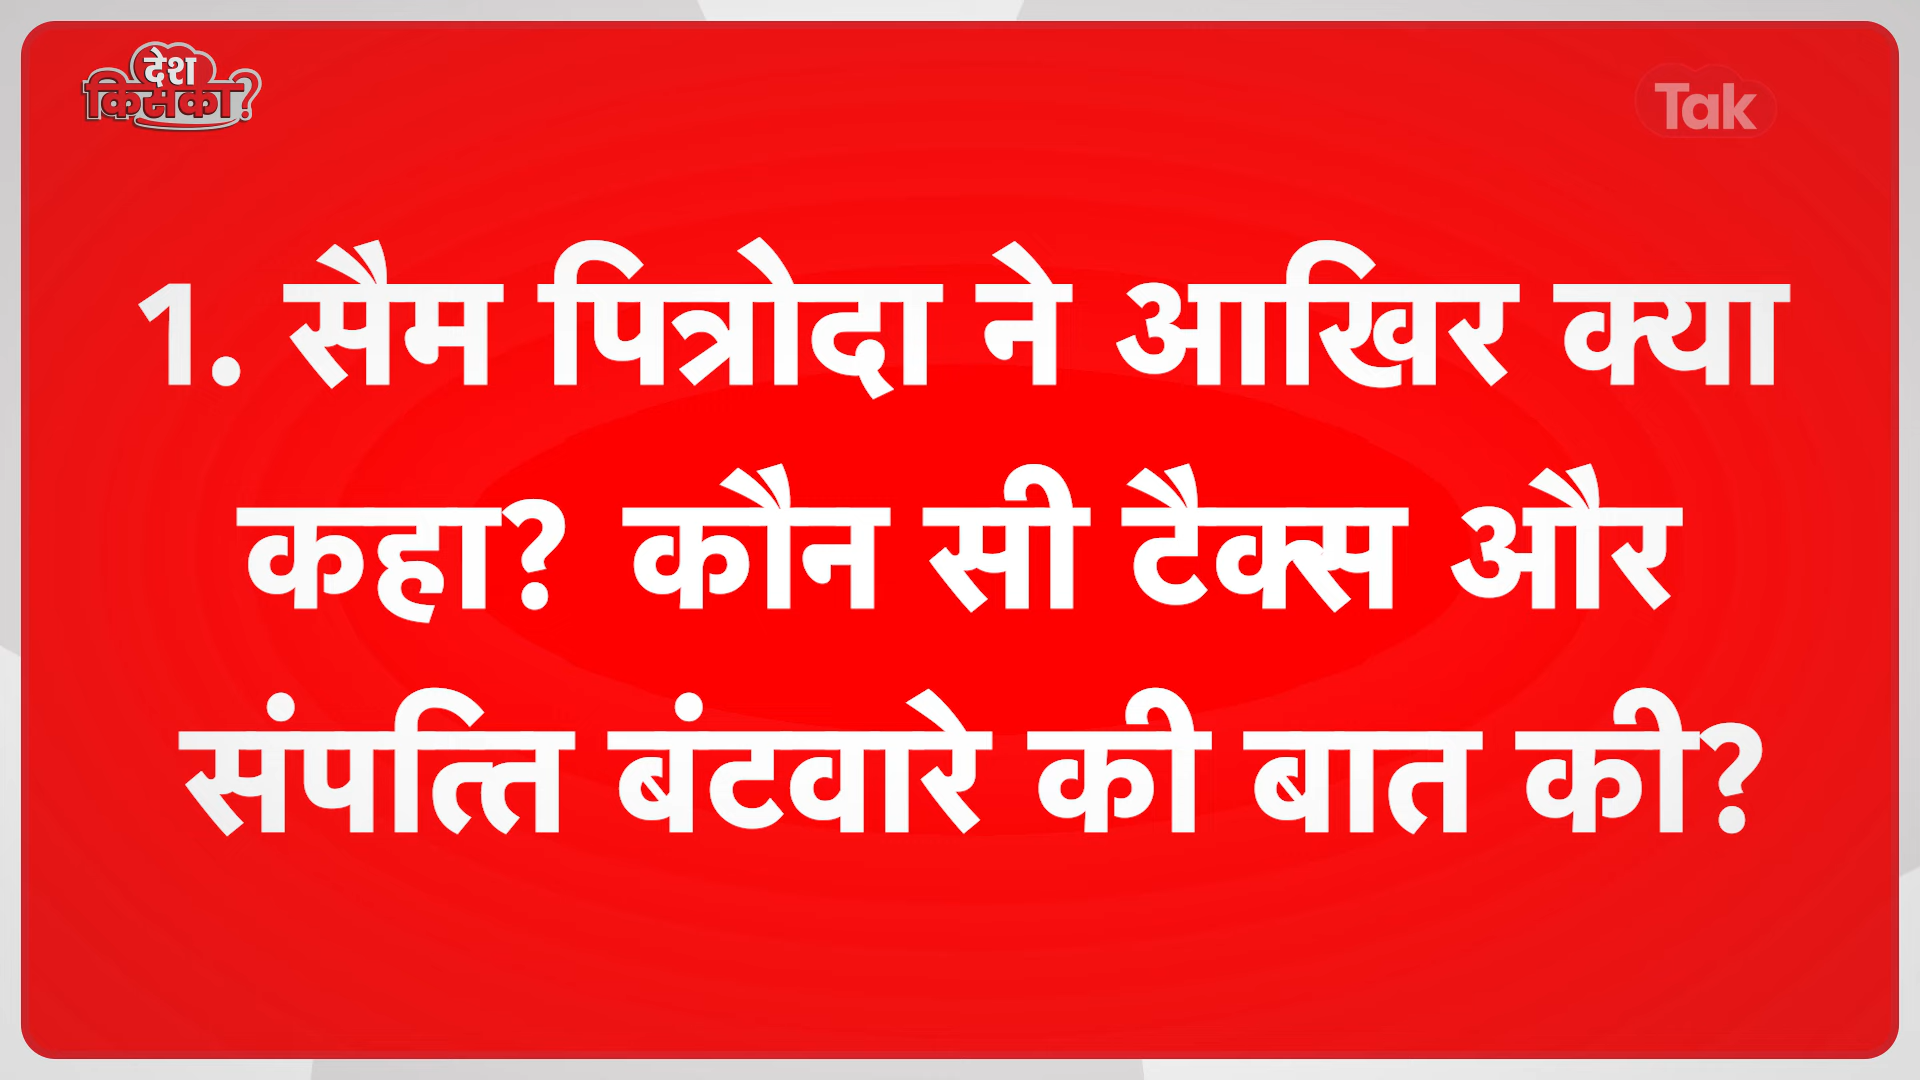 देश
किसका?
Tak
1. सैम पित्रोदा ने आखिर क्या
कहा? कौन सी टैक्स और
संपत्ति बंटवारे की बात की?